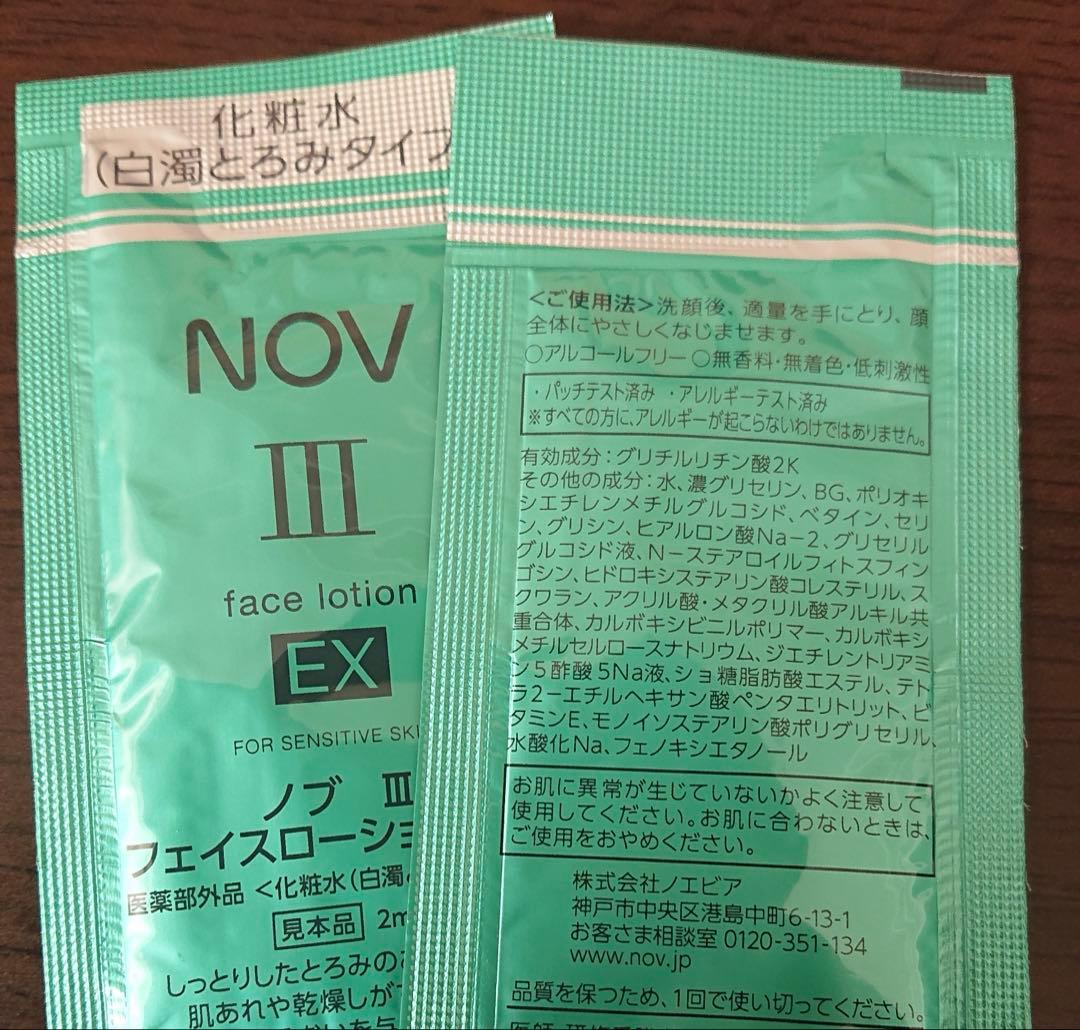 化粧水
(白濁とろみタイプ
NOV
III
face lotion
EX
FOR SENSITIVE SKI
ノブ III
フェイスローショ
医薬部外品 <化粧水(白濁
見本品 2m
しっとりしたとろみの
肌あれや乾燥しが
<ご使用法>洗顔後、適量を手にとり、顔
全体にやさしくなじませます。
○アルコールフリー ○無香料・無着色・低刺激性
・パッチテスト済み ・アレルギーテスト済み
※すべての方に、アレルギーが起こらないわけではありません。
有効成分:グリチルリチン酸2K
その他の成分:水、濃グリセリン、BG、ポリオキ
シエチレンメチルグルコシド、ベタイン、セリ
ン、グリシン、ヒアルロン酸Na-2、グリセリル
グルコシド液、N-ステアロイルフィトスフィン
ゴシン、ヒドロキシステアリン酸コレステリル、ス
クワラン、アクリル酸・メタクリル酸アルキル共
重合体、カルボキシビニルポリマー、カルボキシ
メチルセルロースナトリウム、ジエチレントリアミ
ン5酢酸5Na液、ショ糖脂肪酸エステル、テト
ラ2-エチルヘキサン酸ペンタエリトリット、ビ
タミンE、モノイソステアリン酸ポリグリセリル、
水酸化Na、フェノキシエタノール
お肌に異常が生じていないかよく注意して
使用してください。お肌に合わないときは、
ご使用をおやめください。
株式会社ノエビア
神戸市中央区港島中町6-13-1
お客さま相談室 0120-351-134
www.nov.jp
品質を保つため、1回で使い切ってください。